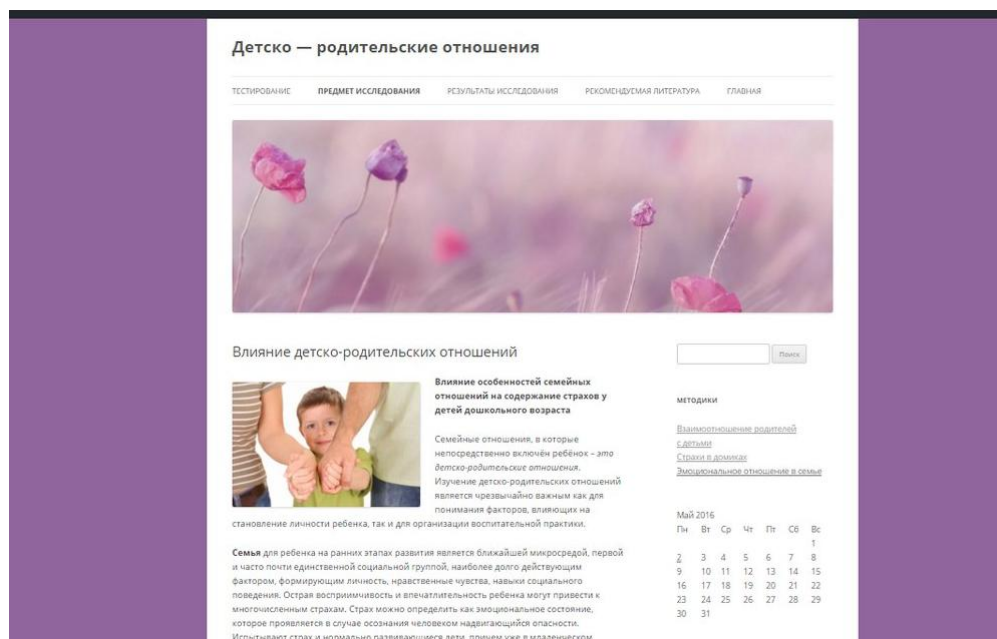 Детско — родительские отношения
ТЕСТИРОВАНИЕ ПРЕДМЕТ ИССЛЕДОВАНИЯ РЕЗУЛЬТАТЫ ИССЛЕДОВАНИЯ РЕКОМЕНДУЕМАЯ ЛИТЕРАТУРА ГЛАВНАЯ
Влияние детско-родительских отношений
Влияние особенностей семейных
отношений на содержание страхов у
детей дошкольного возраста
Семейные отношения, в которые
непосредственно включён ребёнок – это
детско-родительские отношения.
Изучение детско-родительских отношений
является чрезвычайно важным как для
понимания факторов, влияющих на
становление личности ребенка, так и для организации воспитательной практики.
Семья для ребенка на ранних этапах развития является ближайшей микросредой, первой
и часто почти единственной социальной группой, наиболее долго действующим
фактором, формирующим личность, нравственные чувства, навыки социального
поведения. Острая восприимчивость и впечатлительность ребенка могут привести к
многочисленным страхам. Страх можно определить как эмоциональное состояние,
которое проявляется в случае осознания человеком надвигающийся опасности.
Испытывают страх и нормально развивающиеся дети, причем уже в младенческом
Поиск
МЕТОДИКИ
Взаимоотношение родителей
с детьми
Страхи в домиках
Эмоциональное отношение в семье
Май 2016
Пн Вт Ср Чт Пт Сб Вс
1
2 3 4 5 6 7 8
9 10 11 12 13 14 15
16 17 18 19 20 21 22
23 24 25 26 27 28 29
30 31